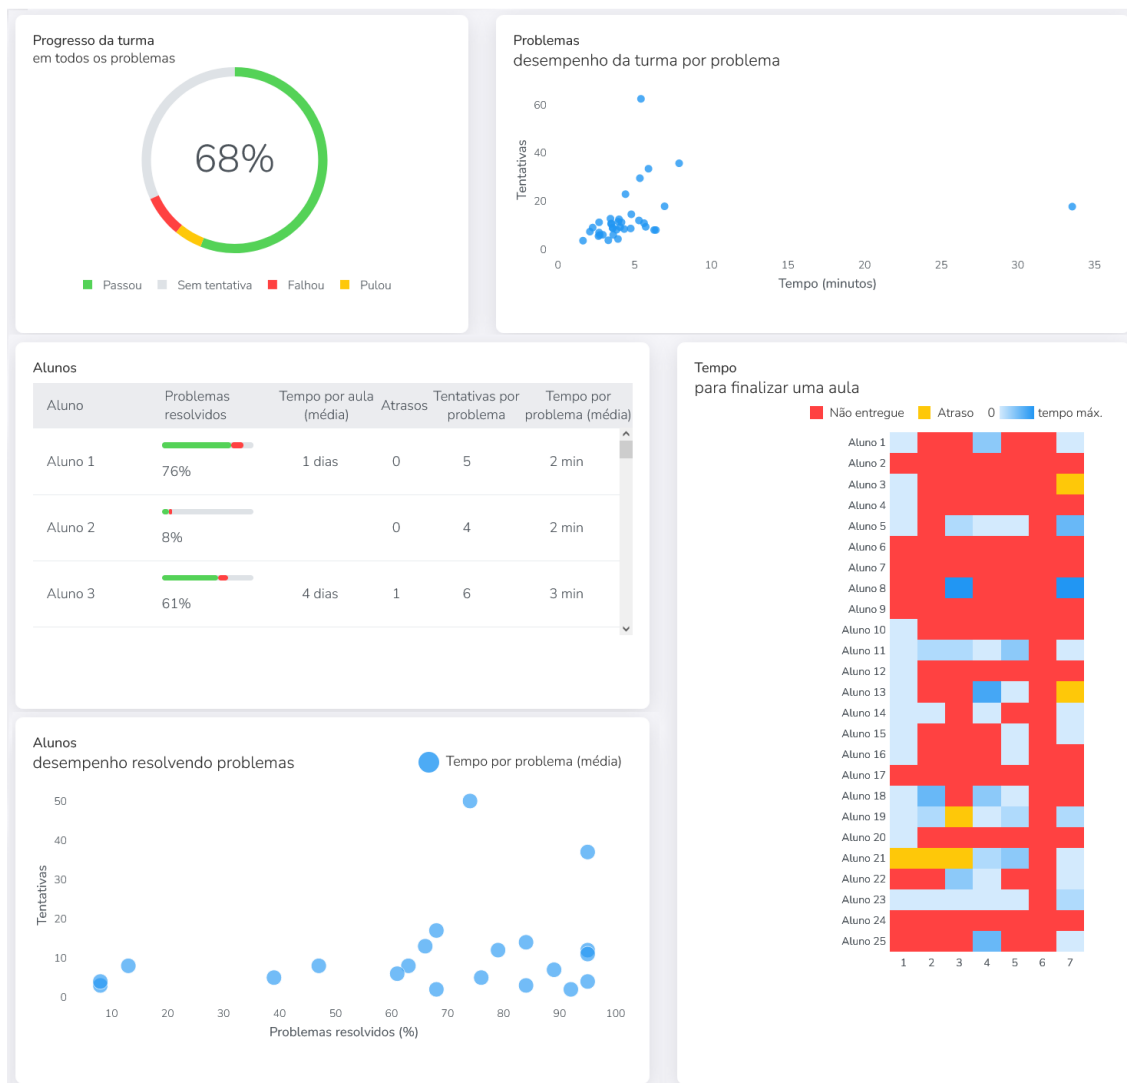 Progresso da turma
em todos os problemas
68%
Passou Sem tentativa Falhou Pulou
Problemas
desempenho da turma por problema
Tentativas
60
40
20
0
0 5 10 15 20 25 30 35
Tempo (minutos)
Alunos
Aluno Problemas resolvidos Tempo por aula (média) Atrasos Tentativas por problema Tempo por problema (média)
Aluno 1 76% 1 dias 0 5 2 min
Aluno 2 8% 0 4 2 min
Aluno 3 61% 4 dias 1 6 3 min
Alunos
desempenho resolvendo problemas
Tempo por problema (média)
Tentativas
50
40
30
20
10
0
10 20 30 40 50 60 70 80 90 100
Problemas resolvidos (%)
Tempo
para finalizar uma aula
Não entregue Atraso 0 tempo máx.
Aluno 1
Aluno 2
Aluno 3
Aluno 4
Aluno 5
Aluno 6
Aluno 7
Aluno 8
Aluno 9
Aluno 10
Aluno 11
Aluno 12
Aluno 13
Aluno 14
Aluno 15
Aluno 16
Aluno 17
Aluno 18
Aluno 19
Aluno 20
Aluno 21
Aluno 22
Aluno 23
Aluno 24
Aluno 25
1 2 3 4 5 6 7